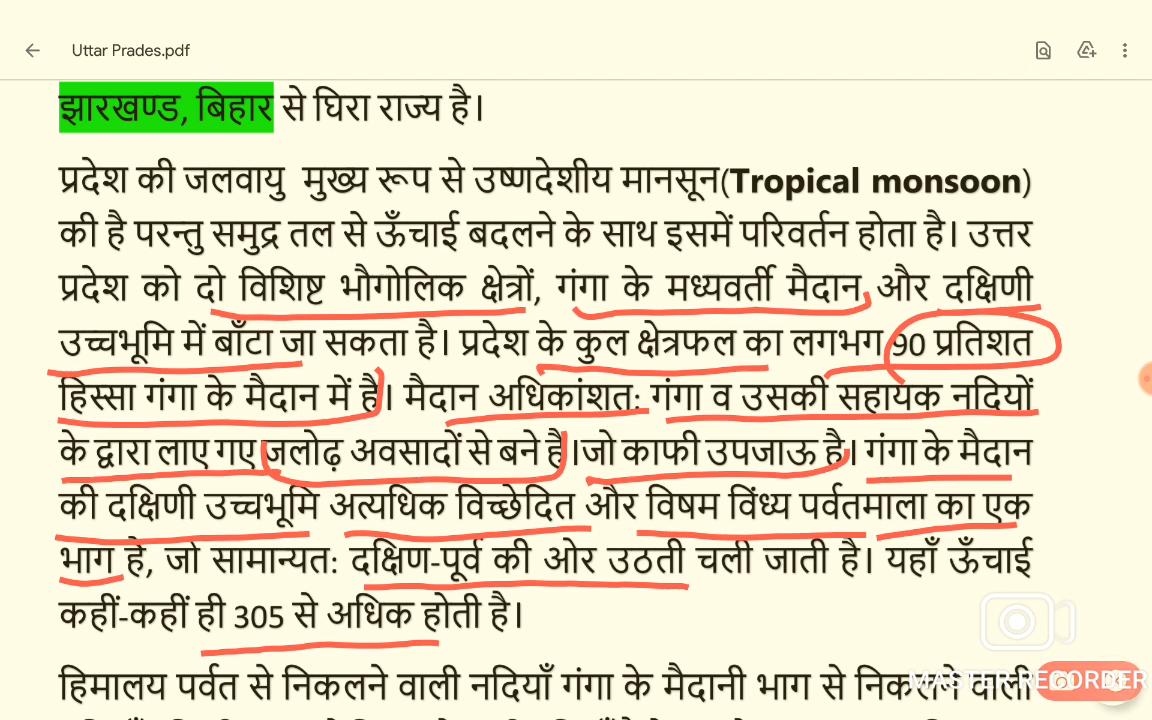 Uttar Prades.pdf
झारखण्ड, बिहार से घिरा राज्य है।
प्रदेश की जलवायु मुख्य रूप से उष्णदेशीय मानसून(Tropical monsoon)
की है परन्तु समुद्र तल से ऊँचाई बदलने के साथ इसमें परिवर्तन होता है। उत्तर
प्रदेश को दो विशिष्ट भौगोलिक क्षेत्रों, गंगा के मध्यवर्ती मैदान और दक्षिणी
उच्चभूमि में बाँटा जा सकता है। प्रदेश के कुल क्षेत्रफल का लगभग 90 प्रतिशत
हिस्सा गंगा के मैदान में है। मैदान अधिकांशत: गंगा व उसकी सहायक नदियों
के द्वारा लाए गए जलोढ़ अवसादों से बने है।जो काफी उपजाऊ है। गंगा के मैदान
की दक्षिणी उच्चभूमि अत्यधिक विच्छेदित और विषम विंध्य पर्वतमाला का एक
भाग हे, जो सामान्यत: दक्षिण-पूर्व की ओर उठती चली जाती है। यहाँ ऊँचाई
कहीं-कहीं ही 305 से अधिक होती है।
हिमालय पर्वत से निकलने वाली नदियाँ गंगा के मैदानी भाग से निकलने वाली
MASTER RECORDER